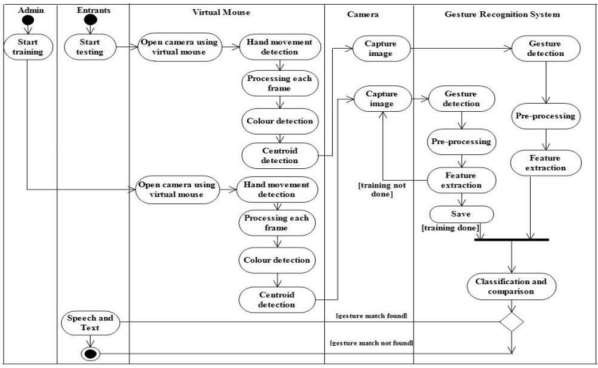 Admin
Entrants
Virtual Mouse
Camera
Gesture Recognition System
Start
training
Start
testing
Open camera using
virtual mouse
Hand movement
detection
Processing each
frame
Colour detection
Centroid
detection
Capture
image
Gesture
detection
Pre-processing
Feature
extraction
Capture
image
Gesture
detection
Pre-processing
Feature
extraction
[training not
done]
Save
[training done]
Open camera using
virtual mouse
Hand movement
detection
Processing each
frame
Colour detection
Centroid
detection
Classification and
comparison
Speech and
Text
[gesture match found]
[gesture match not found]